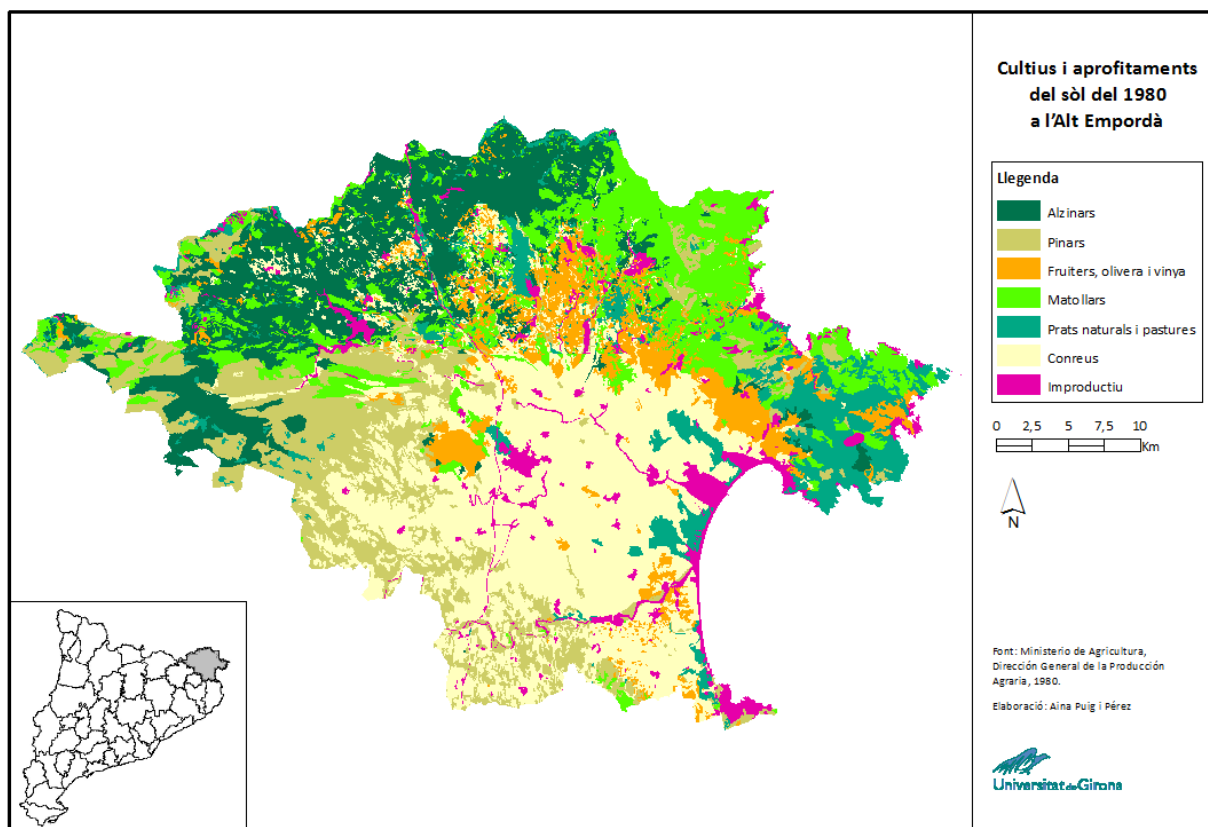 Cultius i aprofitaments
del sòl del 1980
a l'Alt Empordà
Llegenda
Alzinars
Pinars
Fruiters, olivera i vinya
Matollars
Prats naturals i pastures
Conreus
Improductiu
0 2,5 5 7,5 10
Km
N
Font: Ministerio de Agricultura,
Dirección General de la Producción
Agraria, 1980.
Elaboració: Aina Puig i Pérez
Universitat de Girona